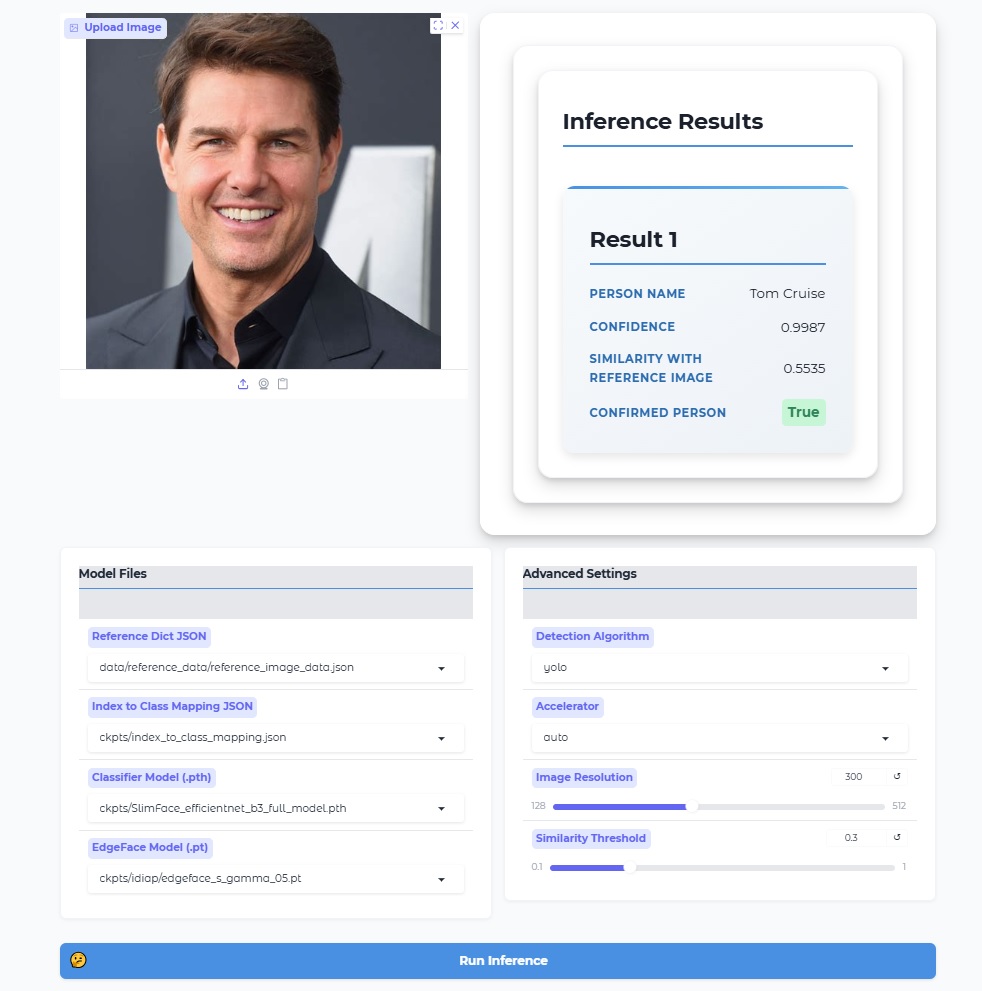 Upload Image
Inference Results
Result 1
PERSON NAME Tom Cruise
CONFIDENCE 0.9987
SIMILARITY WITH
REFERENCE IMAGE 0.5535
CONFIRMED PERSON True
Model Files
Reference Dict JSON
data/reference_data/reference_image_data.json
Index to Class Mapping JSON
ckpts/index_to_class_mapping.json
Classifier Model (.pth)
ckpts/SlimFace_efficientnet_b3_full_model.pth
EdgeFace Model (.pt)
ckpts/idiap/edgeface_s_gamma_05.pt
Advanced Settings
Detection Algorithm
yolo
Accelerator
auto
Image Resolution 300
128 512
Similarity Threshold 0.3
0.1 1
Run Inference